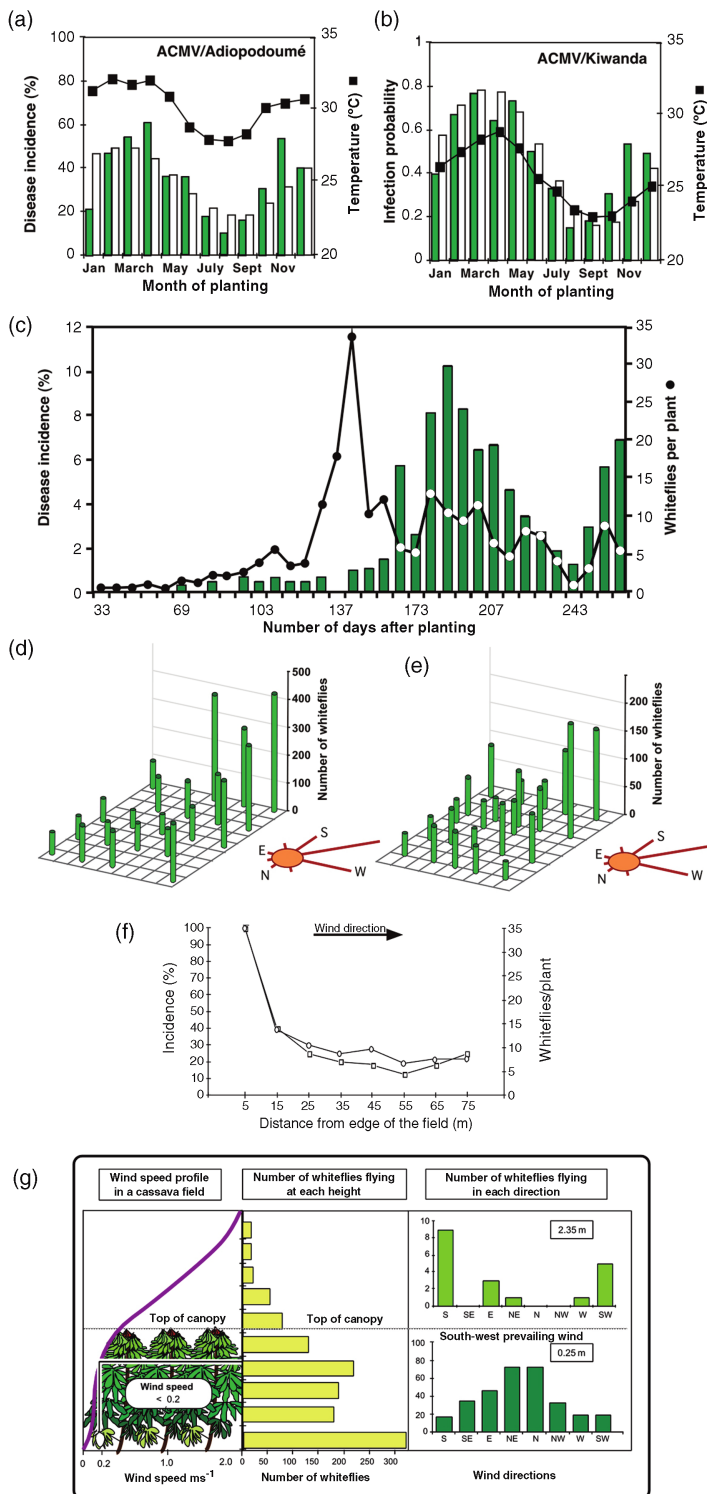 (a)
ACMV/Adiopodoumé
Disease incidence (%)
100
80
60
40
20
0
35
30
25
20
Temperature (°C)
Jan March May July Sept Nov
Month of planting
(b)
ACMV/Kiwanda
Infection probability
1
0.8
0.6
0.4
0.2
0
35
30
25
20
Temperature (°C)
Jan March May July Sept Nov
Month of planting
(c)
Disease incidence (%)
12
10
8
6
4
2
0
35
30
25
20
15
10
5
0
Whiteflies per plant
33 69 103 137 173 207 243
Number of days after planting
(d)
500
400
300
200
100
0
Number of whiteflies
S
E
N
W
(e)
200
150
100
50
0
Number of whiteflies
S
E
N
W
(f)
Wind direction
Incidence (%)
100
90
80
70
60
50
40
30
20
10
0
35
30
25
20
15
10
5
0
Whiteflies/plant
5 15 25 35 45 55 65 75
Distance from edge of the field (m)
(g)
Wind speed profile
in a cassava field
Top of canopy
Wind speed
< 0.2
0 0.2 1.0 2.0
Wind speed ms-1
Number of whiteflies flying
at each height
Top of canopy
0 50 100 150 200 250 300
Number of whiteflies
Number of whiteflies flying
in each direction
10
8
6
4
2
0
2.35 m
S SE E NE N NW W SW
South-west prevailing wind
0.25 m
100
80
60
40
20
0
S SE E NE N NW W SW
Wind directions